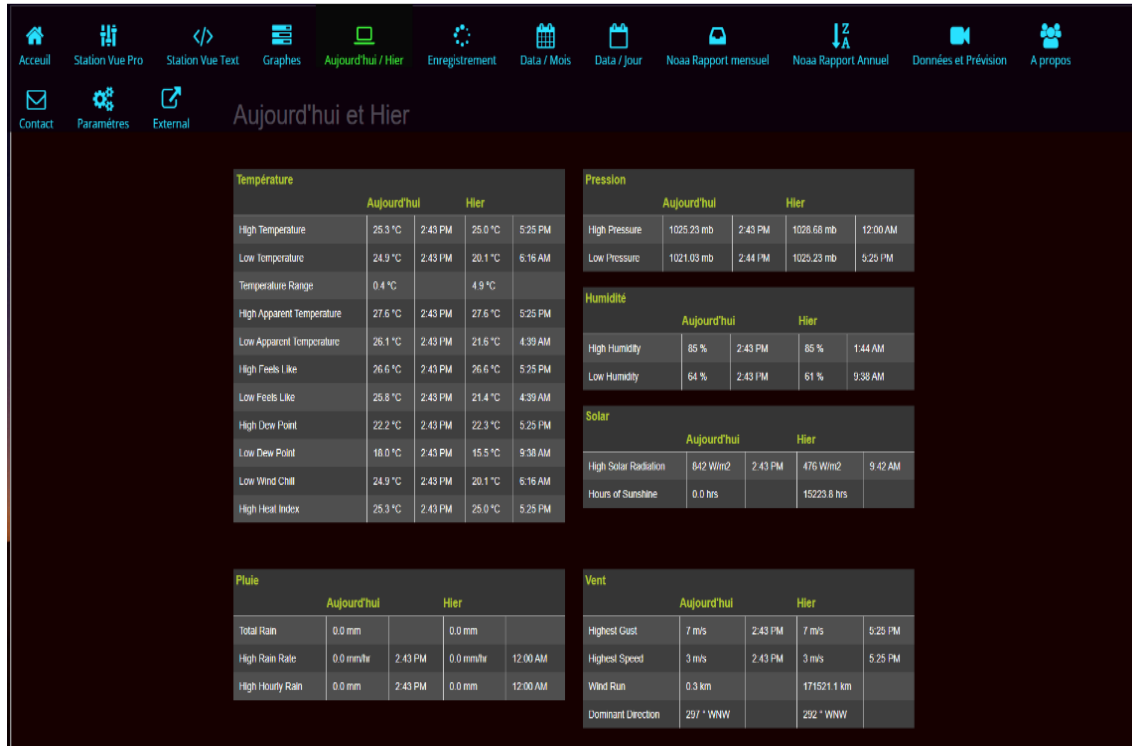 Acceuil Station Vue Pro Station Vue Text Graphes Aujourd'hui / Hier Enregistrement Data / Mois Data / Jour Noaa Rapport mensuel Noaa Rapport Annuel Données et Prévision A propos
Contact Paramétres External
Aujourd'hui et Hier
Température
Aujourd'hui Hier
High Temperature 25.3 °C 2:43 PM 25.0 °C 5:25 PM
Low Temperature 24.9 °C 2:43 PM 20.1 °C 6:16 AM
Temperature Range 0.4 °C 4.9 °C
High Apparent Temperature 27.6 °C 2:43 PM 27.6 °C 5:25 PM
Low Apparent Temperature 26.1 °C 2:43 PM 21.6 °C 4:39 AM
High Feels Like 26.6 °C 2:43 PM 26.6 °C 5:25 PM
Low Feels Like 25.8 °C 2:43 PM 21.4 °C 4:39 AM
High Dew Point 22.2 °C 2:43 PM 22.3 °C 5:25 PM
Low Dew Point 18.0 °C 2:43 PM 15.5 °C 9:38 AM
Low Wind Chill 24.9 °C 2:43 PM 20.1 °C 6:16 AM
High Heat Index 25.3 °C 2:43 PM 25.0 °C 5:25 PM
Pression
Aujourd'hui Hier
High Pressure 1025.23 mb 2:43 PM 1028.68 mb 12:00 AM
Low Pressure 1021.03 mb 2:44 PM 1025.23 mb 5:25 PM
Humidité
Aujourd'hui Hier
High Humidity 85 % 2:43 PM 85 % 1:44 AM
Low Humidity 64 % 2:43 PM 61 % 9:38 AM
Solar
Aujourd'hui Hier
High Solar Radiation 842 W/m2 2:43 PM 476 W/m2 9:42 AM
Hours of Sunshine 0.0 hrs 15223.8 hrs
Pluie
Aujourd'hui Hier
Total Rain 0.0 mm 0.0 mm
High Rain Rate 0.0 mm/hr 2:43 PM 0.0 mm/hr 12:00 AM
High Hourly Rain 0.0 mm 2:43 PM 0.0 mm 12:00 AM
Vent
Aujourd'hui Hier
Highest Gust 7 m/s 2:43 PM 7 m/s 5:25 PM
Highest Speed 3 m/s 2:43 PM 3 m/s 5:25 PM
Wind Run 0.3 km 171521.1 km
Dominant Direction 297 ° WNW 292 ° WNW